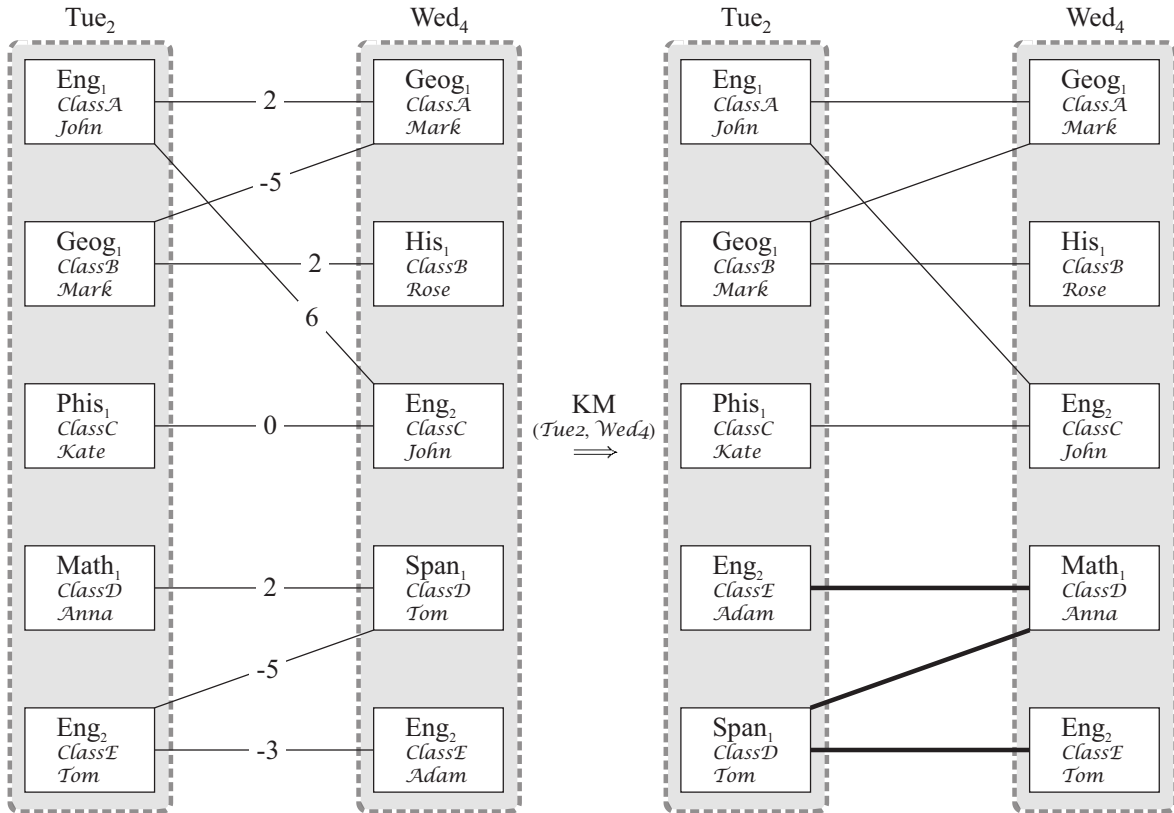 Tue₂
Wed₄
Eng₁
ClassA
John
2
Geog₁
ClassA
Mark
-5
Geog₁
ClassB
Mark
2
His₁
ClassB
Rose
6
Phis₁
ClassC
Kate
0
Eng₂
ClassC
John
Math₁
ClassD
Anna
2
Span₁
ClassD
Tom
-5
Eng₂
ClassE
Tom
-3
Eng₂
ClassE
Adam
KM
(Tue2, Wed4)
⟹
Tue₂
Wed₄
Eng₁
ClassA
John
Geog₁
ClassA
Mark
Geog₁
ClassB
Mark
His₁
ClassB
Rose
Phis₁
ClassC
Kate
Eng₂
ClassC
John
Eng₂
ClassE
Adam
Math₁
ClassD
Anna
Span₁
ClassD
Tom
Eng₂
ClassE
Tom